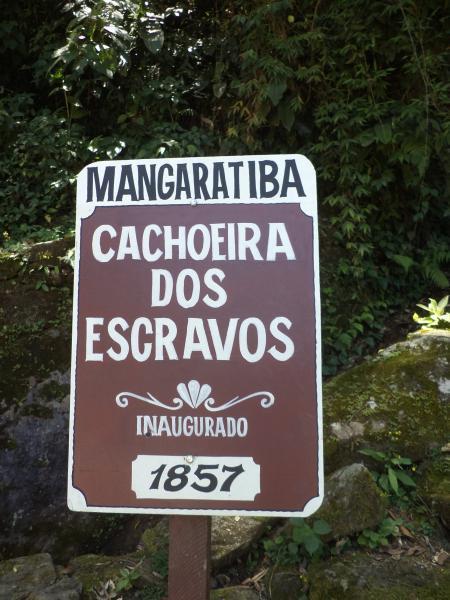 MANGARATIBA
CACHOEIRA
DOS
ESCRAVOS
INAUGURADO
1857